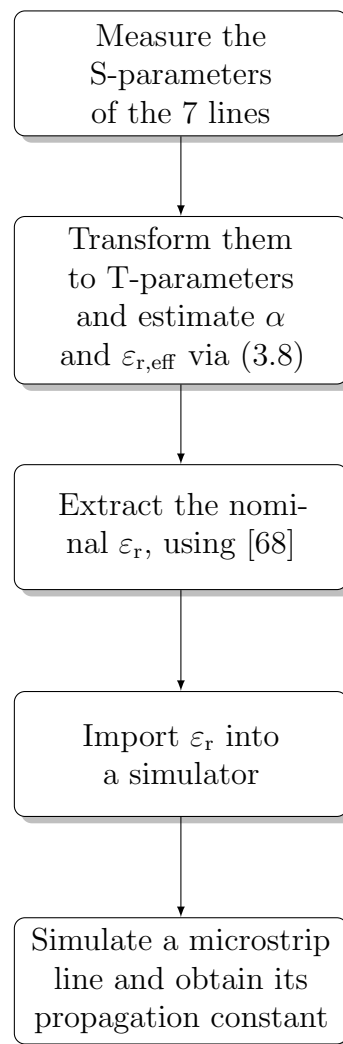 Measure the
S-parameters
of the 7 lines
Transform them
to T-parameters
and estimate α
and εr,eff via (3.8)
Extract the nomi-
nal εr, using [68]
Import εr into
a simulator
Simulate a microstrip
line and obtain its
propagation constant